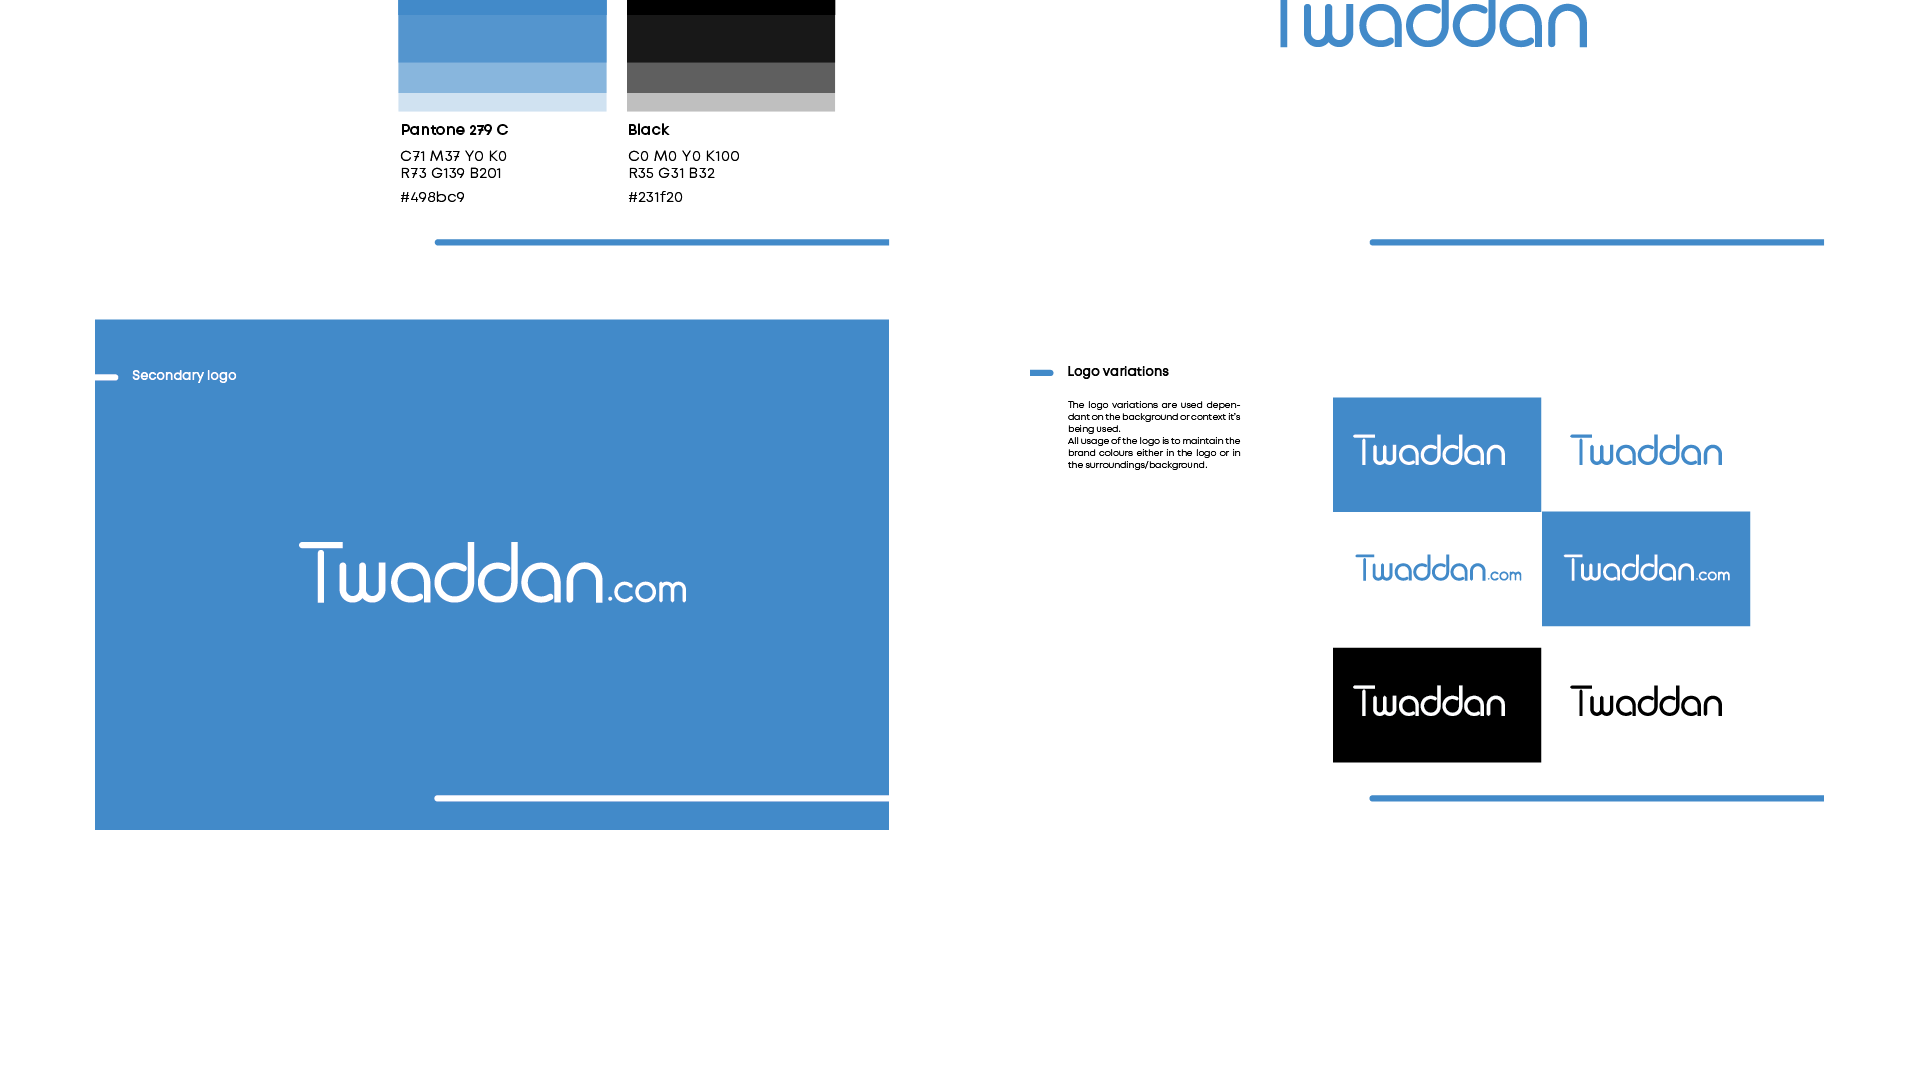 Twaddan
Pantone 279 C
C71 M37 Y0 K0
R73 G139 B201
#498bc9
Black
C0 M0 Y0 K100
R35 G31 B32
#231f20
Secondary logo
Twaddan.com
Logo variations
The logo variations are used depen-
dant on the background or context it's
being used.
All usage of the logo is to maintain the
brand colours either in the logo or in
the surroundings/background.
Twaddan
Twaddan
Twaddan.com
Twaddan.com
Twaddan
Twaddan